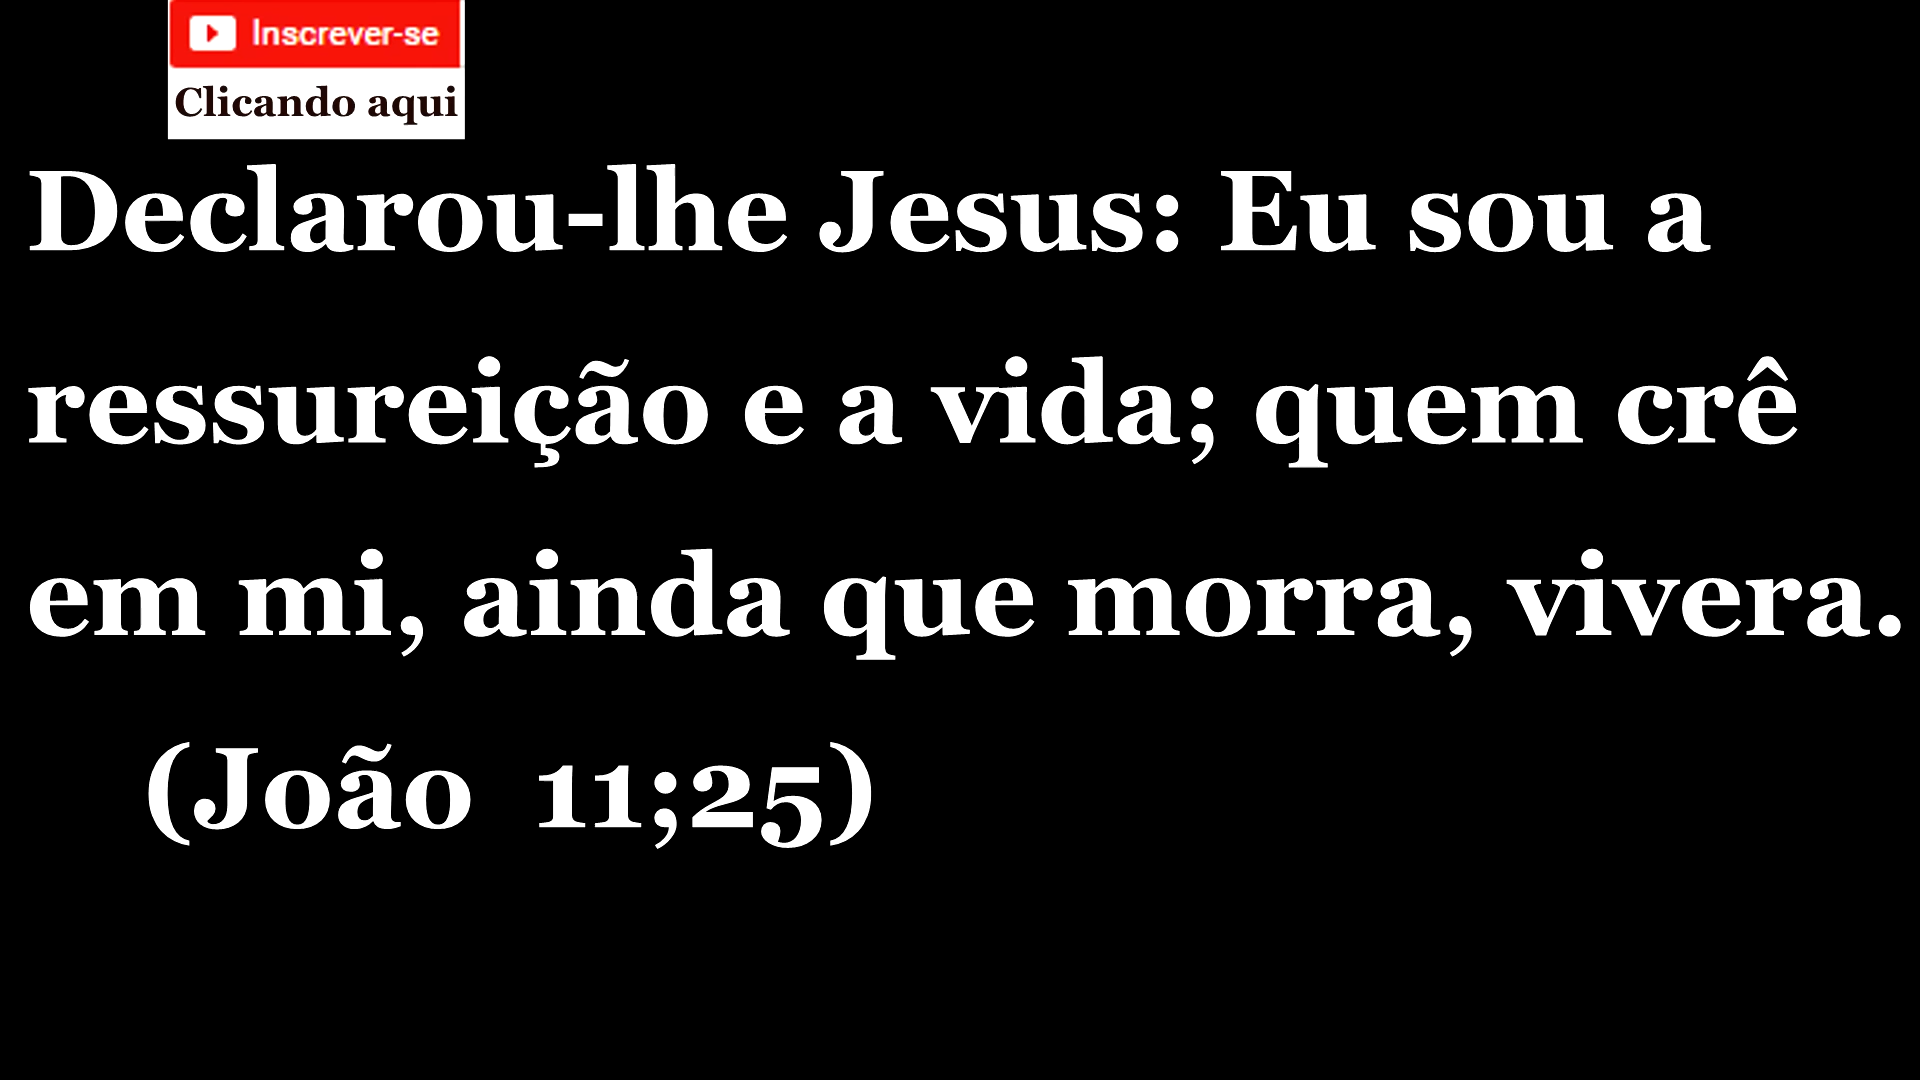 Inscrever-se
Clicando aqui
Declarou-lhe Jesus: Eu sou a
ressureição e a vida; quem crê
em mi, ainda que morra, vivera.
(João 11;25)